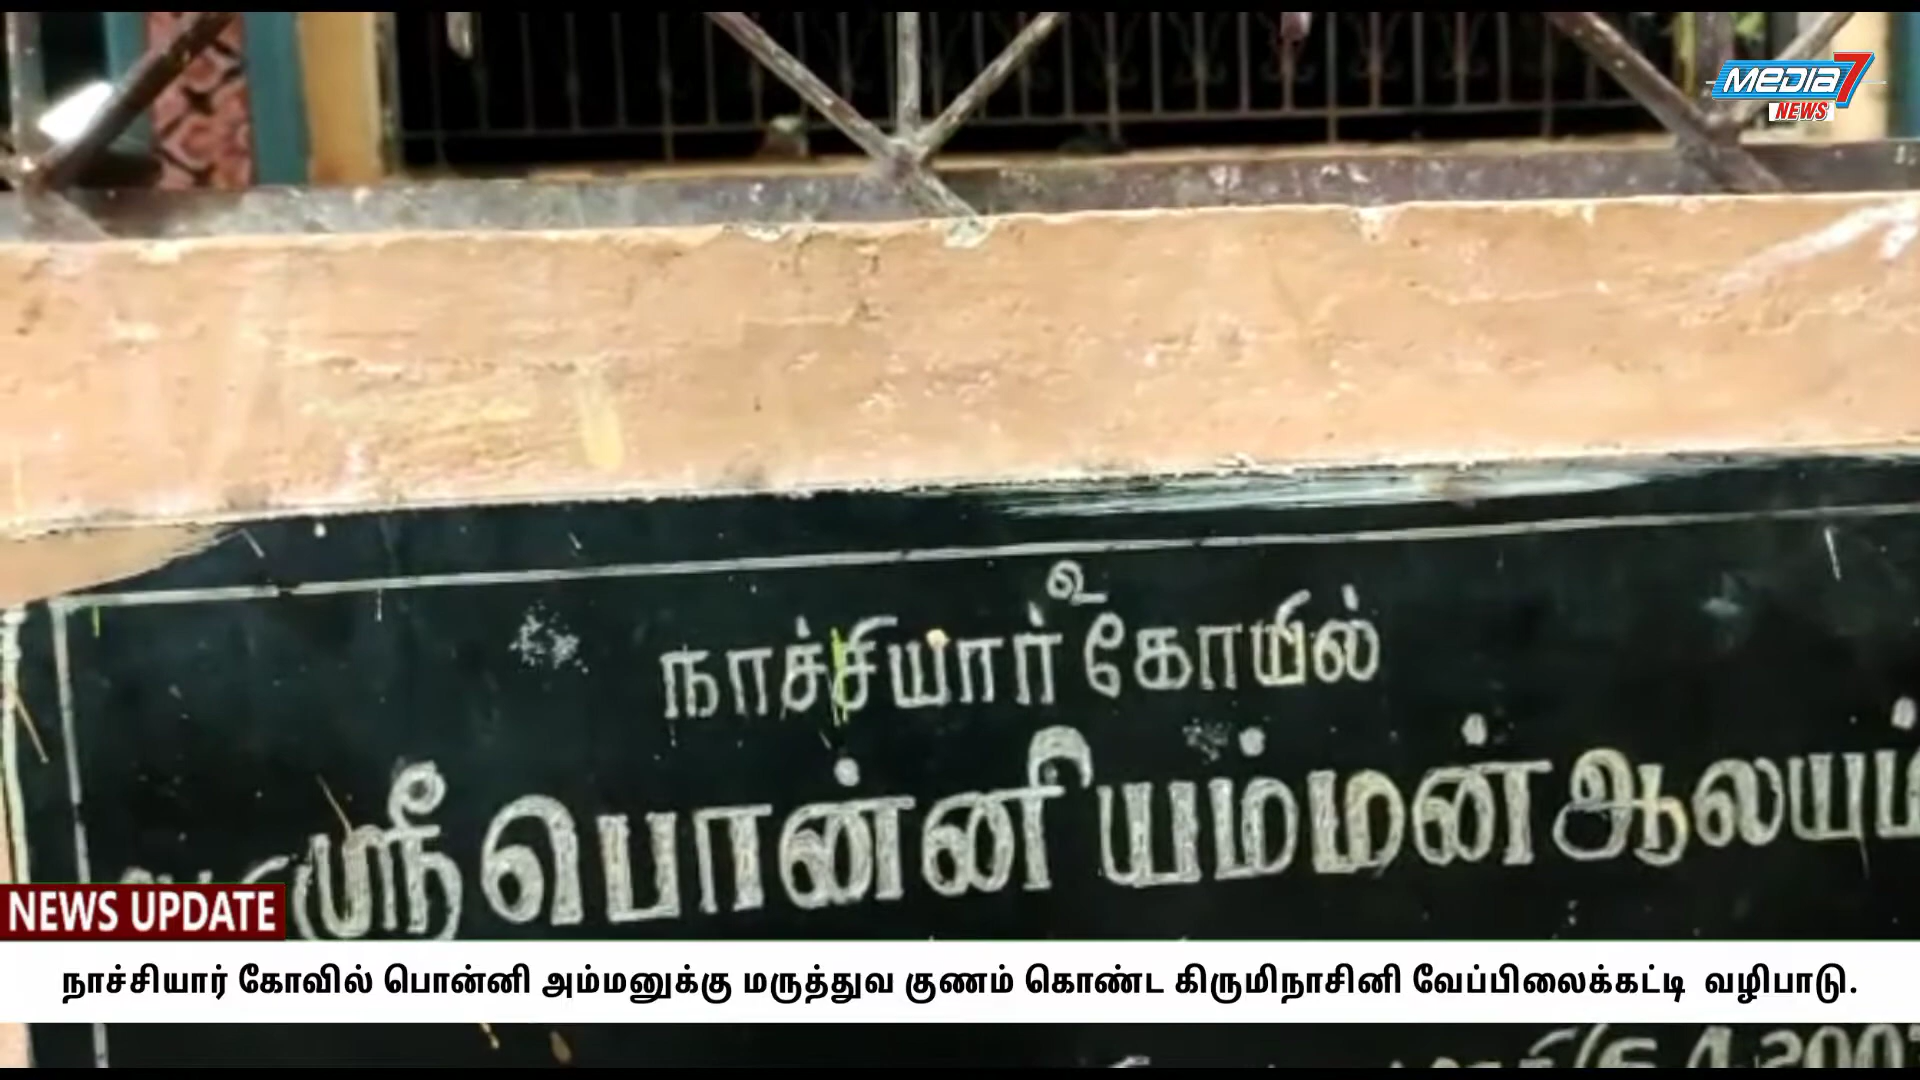 MEDIA 7
NEWS
உ
நாச்சியார் கோயில்
ஸ்ரீ பொன்னியம்மன் ஆலயம்
NEWS UPDATE
நாச்சியார் கோவில் பொன்னி அம்மனுக்கு மருத்துவ குணம் கொண்ட கிருமிநாசினி வேப்பிலைக்கட்டி வழிபாடு.